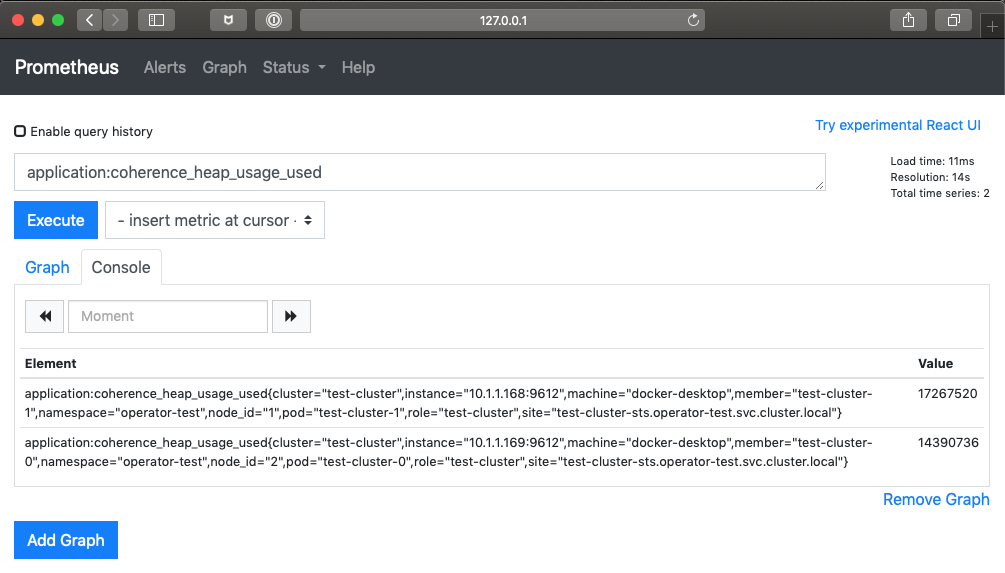 127.0.0.1
Prometheus Alerts Graph Status Help
Enable query history
Try experimental React UI
application:coherence_heap_usage_used
Load time: 11ms
Resolution: 14s
Total time series: 2
Execute
- insert metric at cursor -
Graph
Console
Moment
Element Value
application:coherence_heap_usage_used{cluster="test-cluster",instance="10.1.1.168:9612",machine="docker-desktop",member="test-cluster-
1",namespace="operator-test",node_id="1",pod="test-cluster-1",role="test-cluster",site="test-cluster-sts.operator-test.svc.cluster.local"}
17267520
application:coherence_heap_usage_used{cluster="test-cluster",instance="10.1.1.169:9612",machine="docker-desktop",member="test-cluster-
0",namespace="operator-test",node_id="2",pod="test-cluster-0",role="test-cluster",site="test-cluster-sts.operator-test.svc.cluster.local"}
14390736
Remove Graph
Add Graph